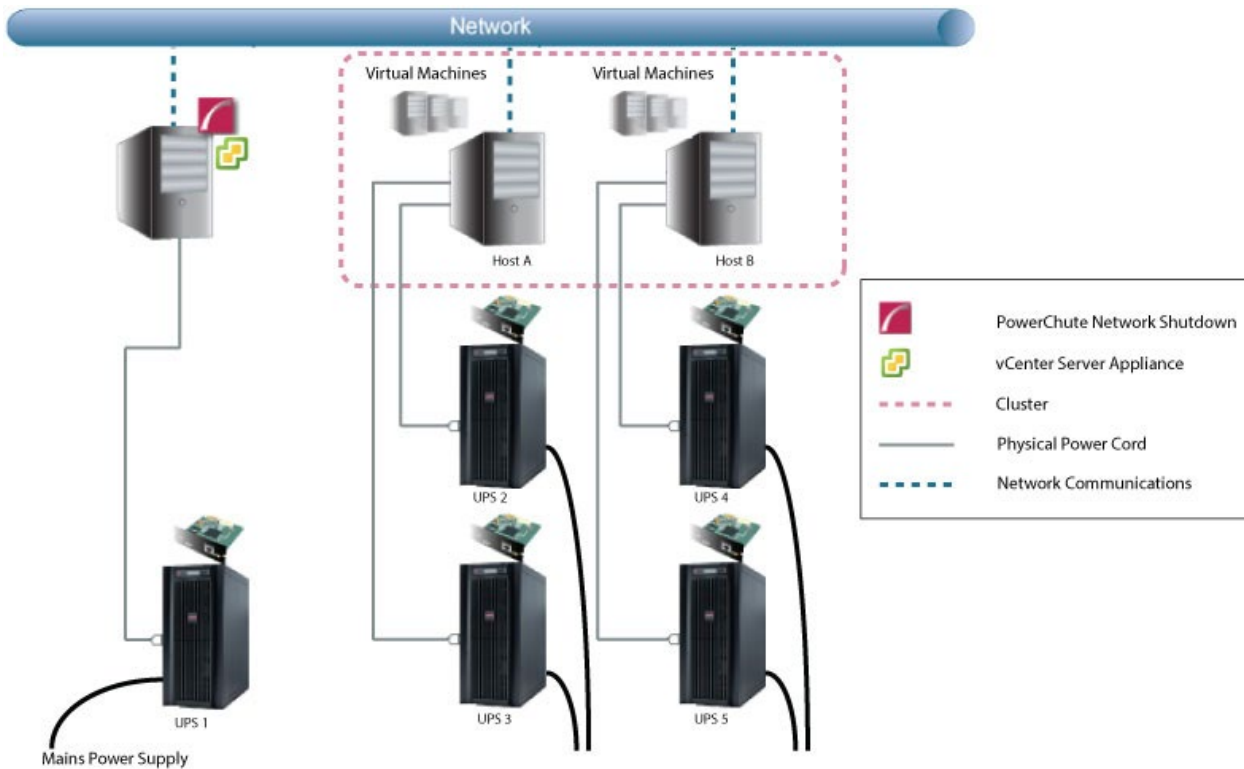 Network
Virtual Machines
Virtual Machines
Host A
Host B
PowerChute Network Shutdown
vCenter Server Appliance
Cluster
Physical Power Cord
Network Communications
UPS 2
UPS 4
UPS 1
UPS 3
UPS 5
Mains Power Supply